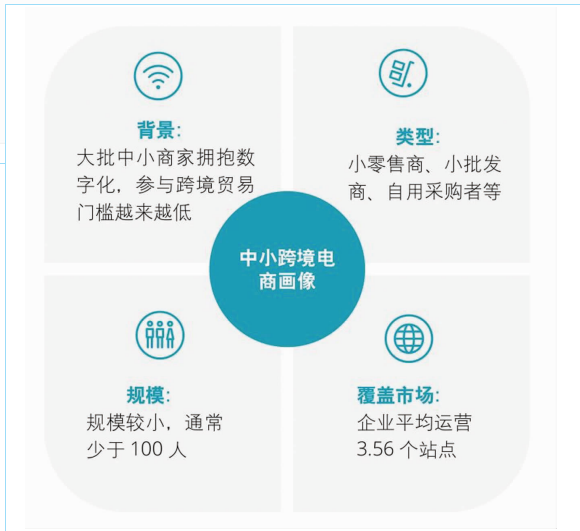 背景:
大批中小商家拥抱数
字化，参与跨境贸易
门槛越来越低
类型:
小零售商、小批发
商、自用采购者等
中小跨境电
商画像
规模:
规模较小，通常
少于 100 人
覆盖市场:
企业平均运营
3.56 个站点